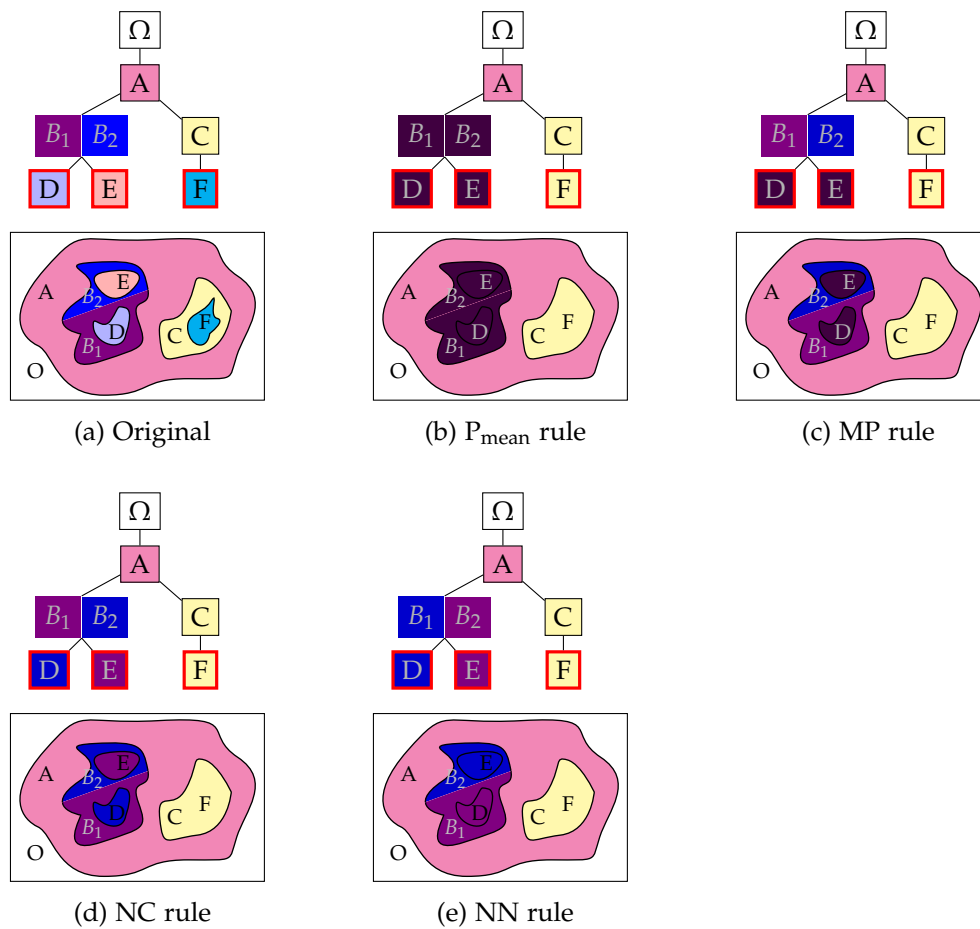 Ω
A
B₁ B₂ C
D E F
A E
B₂ F
D C
B₁
O
(a) Original
Ω
A
B₁ B₂ C
D E F
A E
B₂ F
D C
B₁
O
(b) Pmean rule
Ω
A
B₁ B₂ C
D E F
A E
B₂ F
D C
B₁
O
(c) MP rule
Ω
A
B₁ B₂ C
D E F
A E
B₂ F
D C
B₁
O
(d) NC rule
Ω
A
B₁ B₂ C
D E F
A E
B₂ F
D C
B₁
O
(e) NN rule